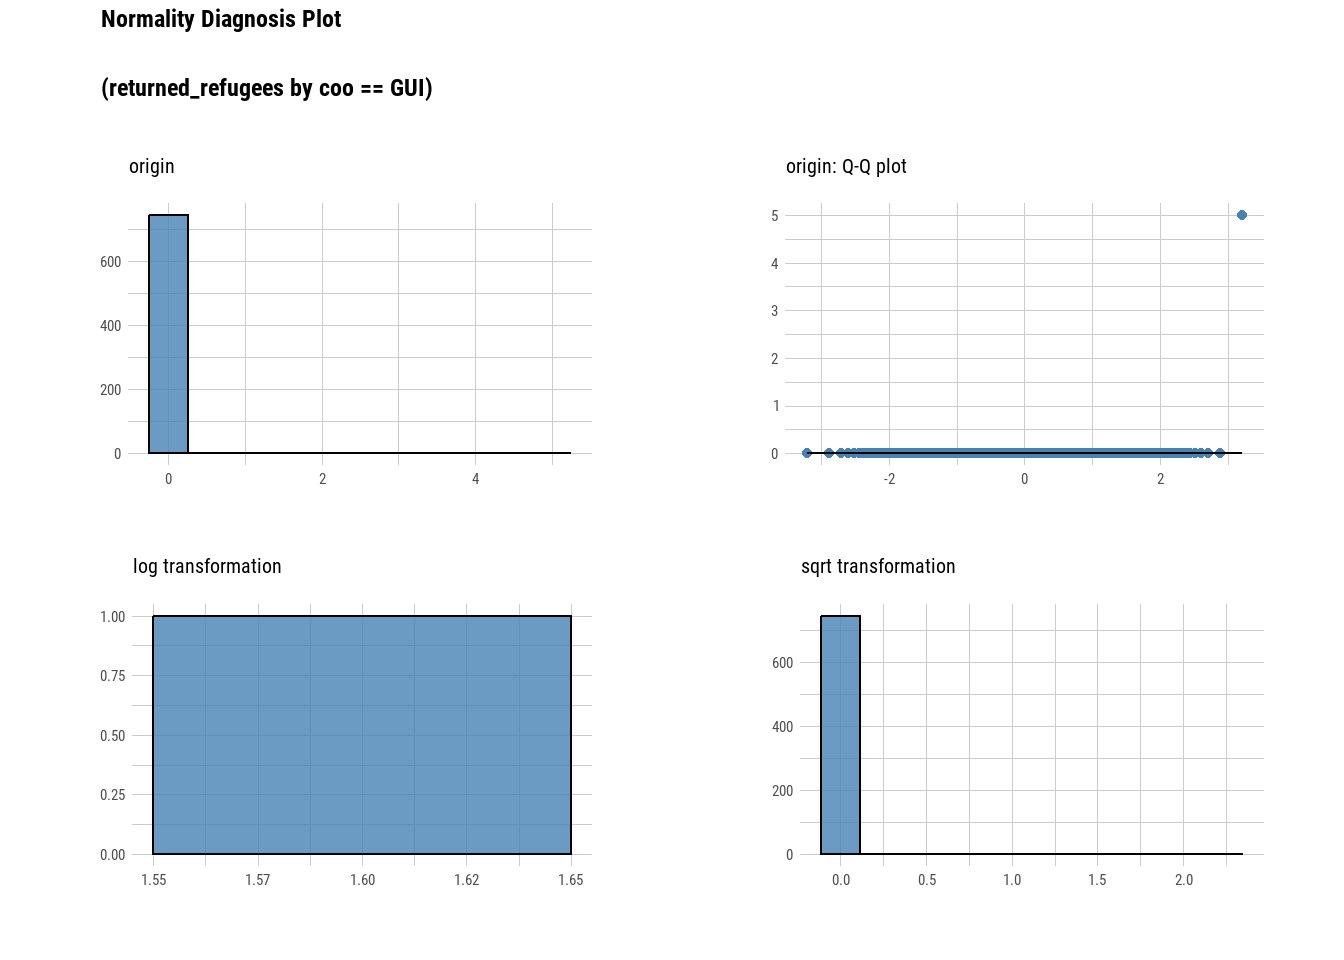 Normality Diagnosis Plot
(returned_refugees by coo == GUI)
origin
600
400
200
0
0 2 4
origin: Q-Q plot
5
4
3
2
1
0
-2 0 2
log transformation
1.00
0.75
0.50
0.25
0.00
1.55 1.57 1.60 1.62 1.65
sqrt transformation
600
400
200
0
0.0 0.5 1.0 1.5 2.0